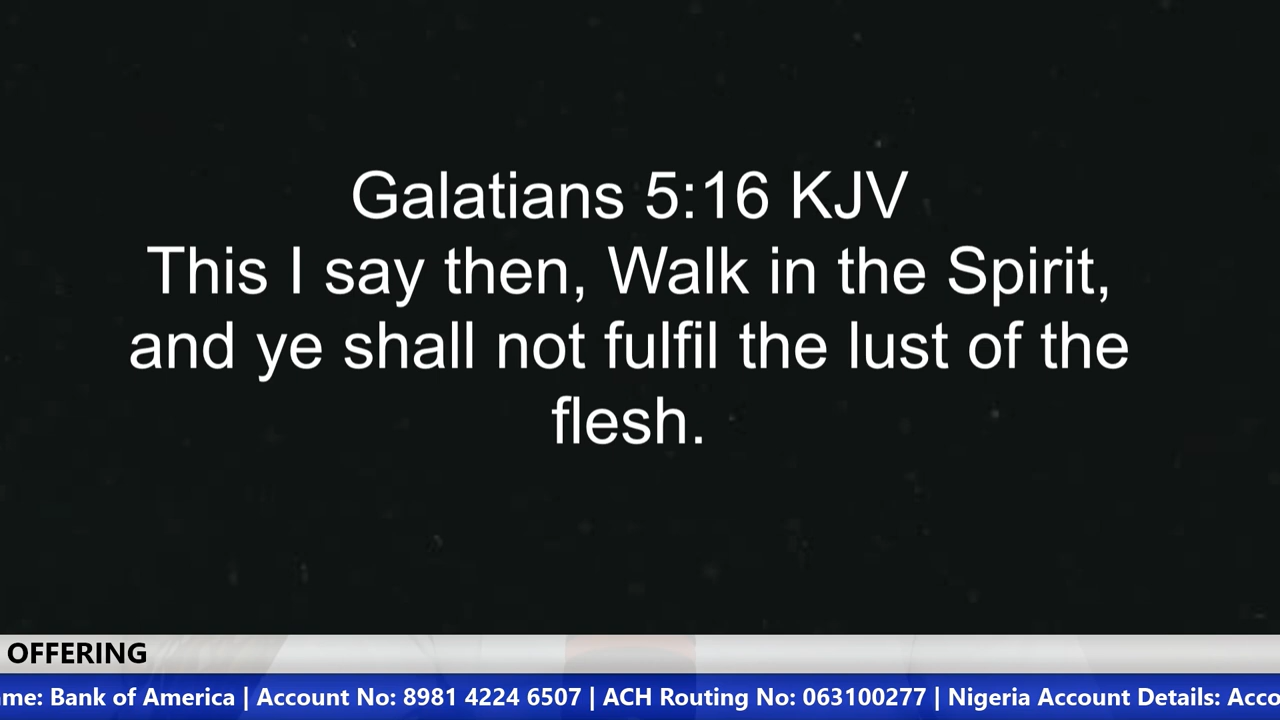 Galatians 5:16 KJV
This I say then, Walk in the Spirit,
and ye shall not fulfil the lust of the
flesh.
OFFERING
me: Bank of America | Account No: 8981 4224 6507 | ACH Routing No: 063100277 | Nigeria Account Details: Acco